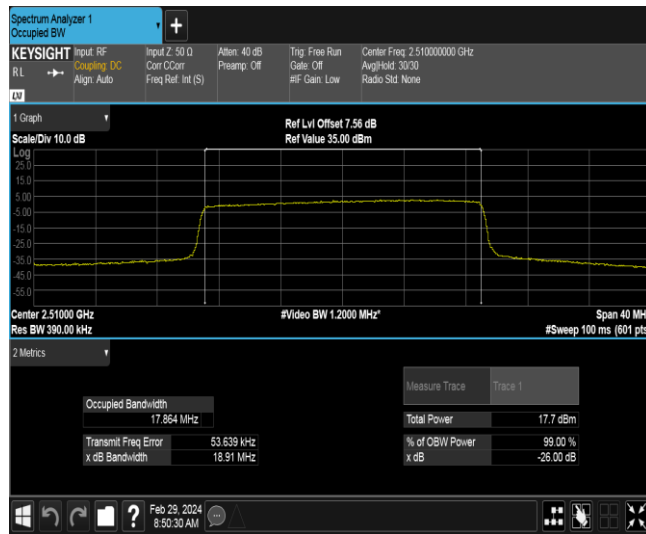 Spectrum Analyzer 1
Occupied BW
+
KEYSIGHT
RL
LXI
Input: RF
Coupling: DC
Align: Auto
Input Z: 50 Ω
Corr CCorr
Freq Ref: Int (S)
Atten: 40 dB
Preamp: Off
Trig: Free Run
Gate: Off
#IF Gain: Low
Center Freq: 2.510000000 GHz
Avg|Hold: 30/30
Radio Std: None
1 Graph
Scale/Div 10.0 dB
Ref Lvl Offset 7.56 dB
Ref Value 35.00 dBm
Log
25.0
15.0
5.00
-5.00
-15.0
-25.0
-35.0
-45.0
-55.0
Center 2.51000 GHz
Res BW 390.00 kHz
#Video BW 1.2000 MHz*
Span 40 MH
#Sweep 100 ms (601 pts
2 Metrics
Measure Trace Trace 1
Occupied Bandwidth
17.864 MHz
Total Power 17.7 dBm
Transmit Freq Error 53.639 kHz
% of OBW Power 99.00 %
x dB Bandwidth 18.91 MHz
x dB -26.00 dB
?
Feb 29, 2024
8:50:30 AM